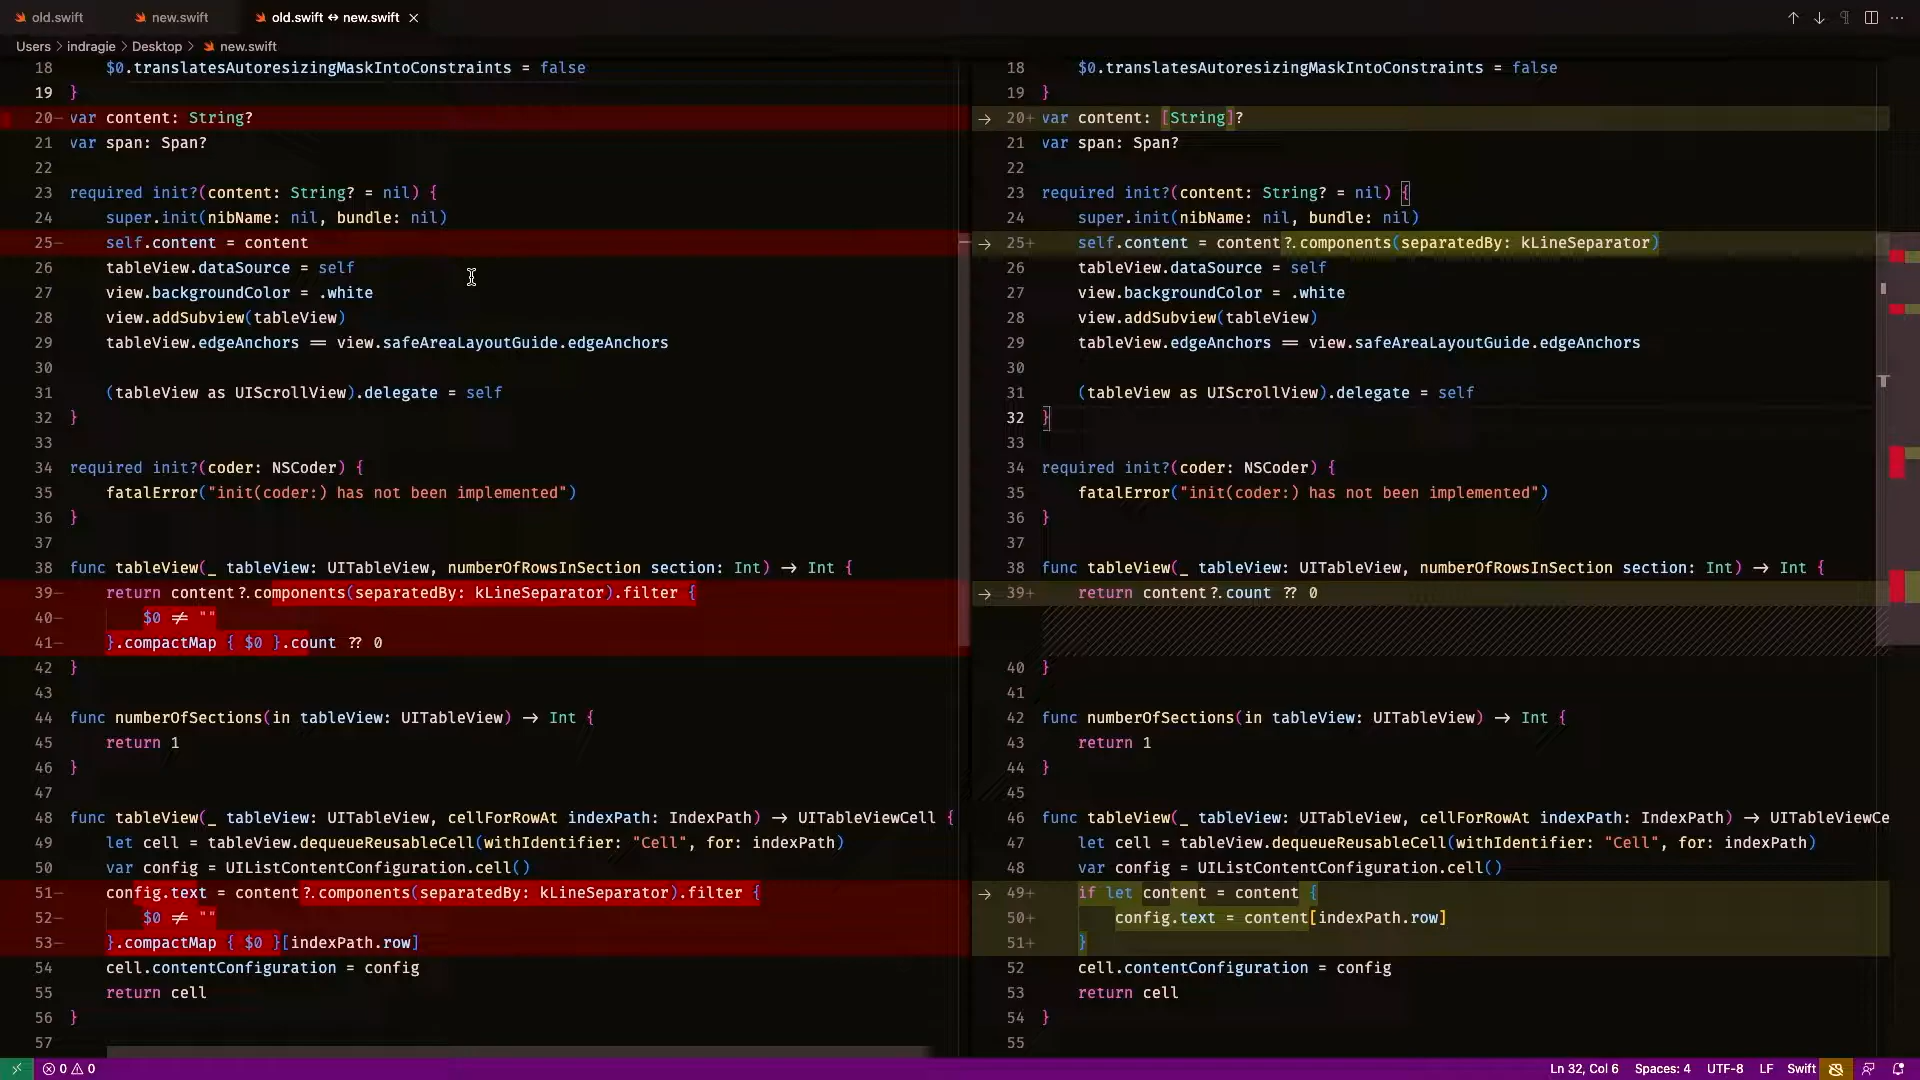 old.swift
new.swift
old.swift ↔ new.swift
Users > indragie > Desktop > new.swift
18 $0.translatesAutoresizingMaskIntoConstraints = false
19 }
20- var content: String?
21 var span: Span?
22
23 required init?(content: String? = nil) {
24 super.init(nibName: nil, bundle: nil)
25- self.content = content
26 tableView.dataSource = self
27 view.backgroundColor = .white
28 view.addSubview(tableView)
29 tableView.edgeAnchors == view.safeAreaLayoutGuide.edgeAnchors
30
31 (tableView as UIScrollView).delegate = self
32 }
33
34 required init?(coder: NSCoder) {
35 fatalError("init(coder:) has not been implemented")
36 }
37
38 func tableView(_ tableView: UITableView, numberOfRowsInSection section: Int) → Int {
39- return content?.components(separatedBy: kLineSeparator).filter {
40- $0 ≠ ""
41- }.compactMap { $0 }.count ?? 0
42 }
43
44 func numberOfSections(in tableView: UITableView) → Int {
45 return 1
46 }
47
48 func tableView(_ tableView: UITableView, cellForRowAt indexPath: IndexPath) → UITableViewCell {
49 let cell = tableView.dequeueReusableCell(withIdentifier: "Cell", for: indexPath)
50 var config = UIListContentConfiguration.cell()
51- config.text = content?.components(separatedBy: kLineSeparator).filter {
52- $0 ≠ ""
53- }.compactMap { $0 }[indexPath.row]
54 cell.contentConfiguration = config
55 return cell
56 }
57
18 $0.translatesAutoresizingMaskIntoConstraints = false
19 }
→ 20+ var content: [String]?
21 var span: Span?
22
23 required init?(content: String? = nil) {
24 super.init(nibName: nil, bundle: nil)
→ 25+ self.content = content?.components(separatedBy: kLineSeparator)
26 tableView.dataSource = self
27 view.backgroundColor = .white
28 view.addSubview(tableView)
29 tableView.edgeAnchors == view.safeAreaLayoutGuide.edgeAnchors
30
31 (tableView as UIScrollView).delegate = self
32 }
33
34 required init?(coder: NSCoder) {
35 fatalError("init(coder:) has not been implemented")
36 }
37
38 func tableView(_ tableView: UITableView, numberOfRowsInSection section: Int) → Int {
→ 39+ return content?.count ?? 0
40 }
41
42 func numberOfSections(in tableView: UITableView) → Int {
43 return 1
44 }
45
46 func tableView(_ tableView: UITableView, cellForRowAt indexPath: IndexPath) → UITableViewCe
47 let cell = tableView.dequeueReusableCell(withIdentifier: "Cell", for: indexPath)
48 var config = UIListContentConfiguration.cell()
→ 49+ if let content = content {
50+ config.text = content[indexPath.row]
51+ }
52 cell.contentConfiguration = config
53 return cell
54 }
55
0 0
Ln 32, Col 6 Spaces: 4 UTF-8 LF Swift